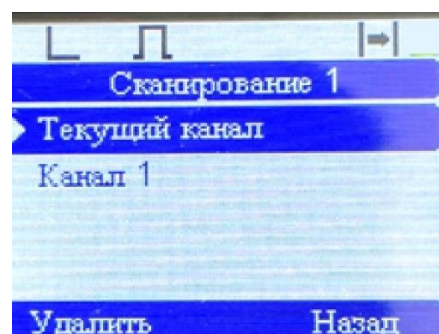 Сканирование 1
Текущий канал
Канал 1
Удалить Назад